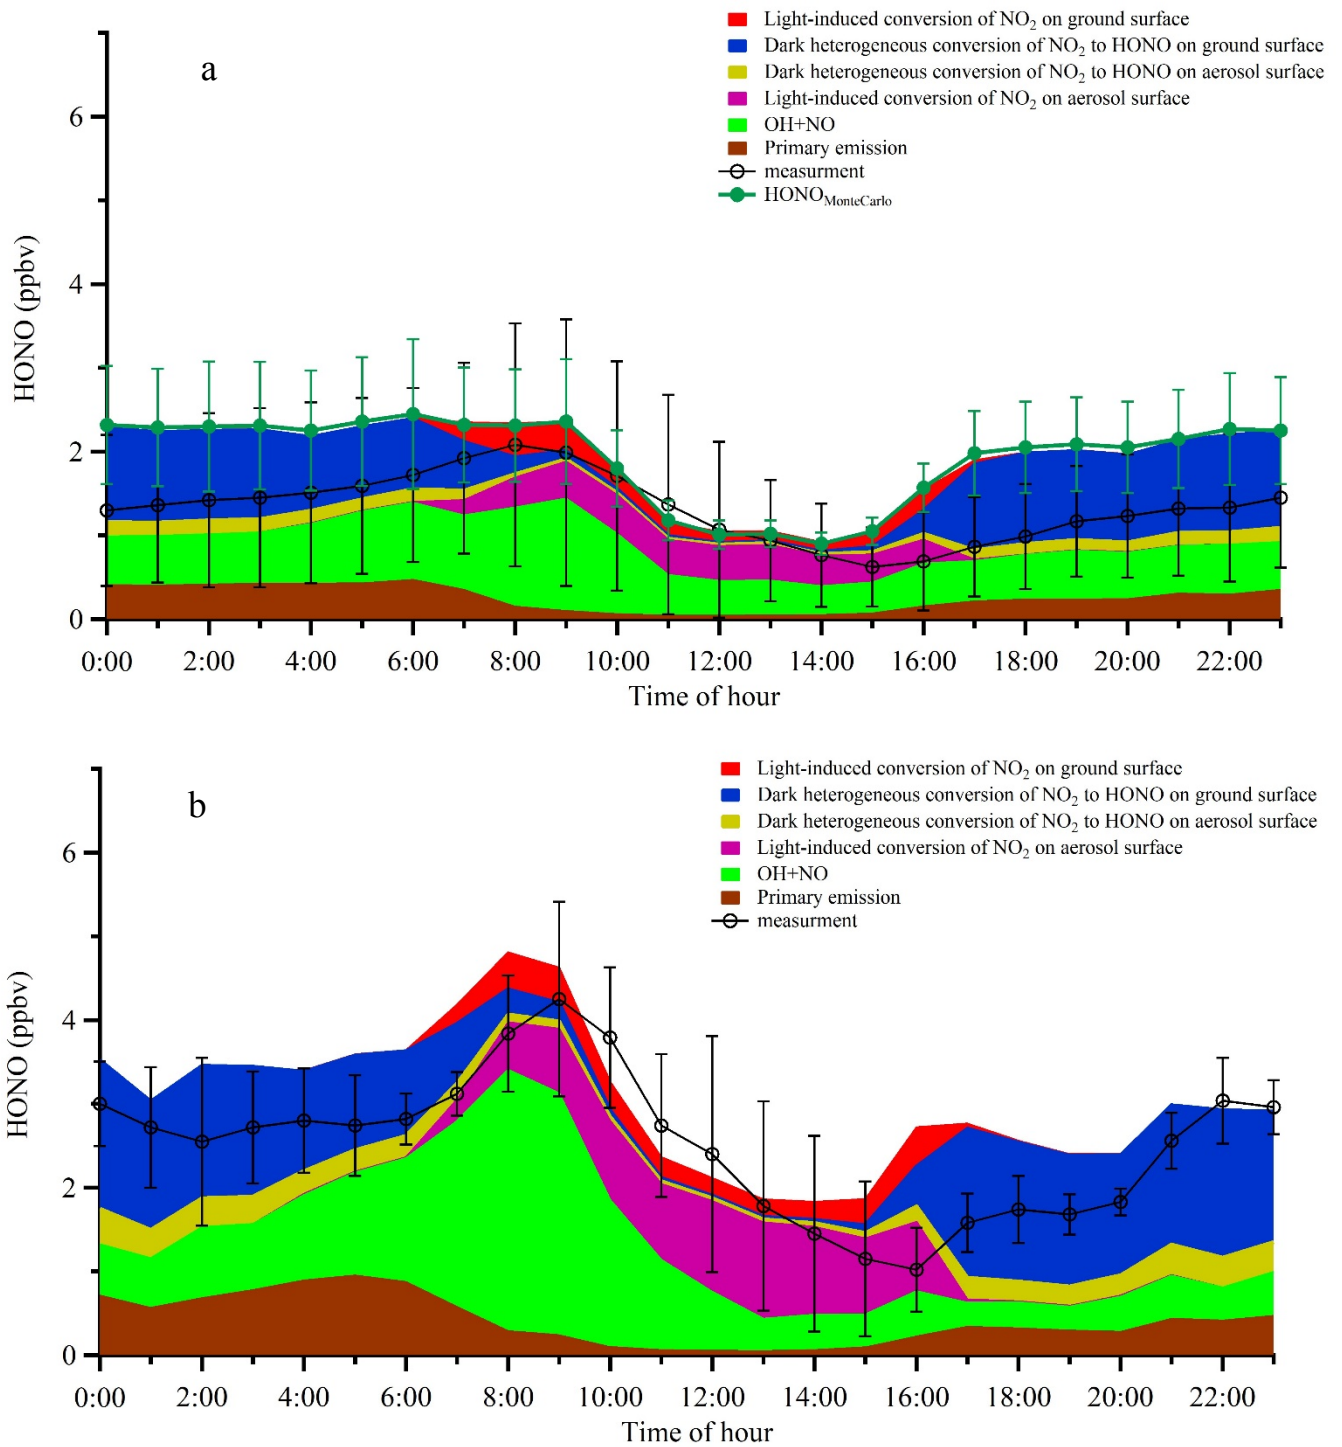 Light-induced conversion of NO2 on ground surface
Dark heterogeneous conversion of NO2 to HONO on ground surface
Dark heterogeneous conversion of NO2 to HONO on aerosol surface
Light-induced conversion of NO2 on aerosol surface
OH+NO
Primary emission
measurment
HONOMonteCarlo
a
HONO (ppbv)
6
4
2
0
0:00 2:00 4:00 6:00 8:00 10:00 12:00 14:00 16:00 18:00 20:00 22:00
Time of hour
Light-induced conversion of NO2 on ground surface
Dark heterogeneous conversion of NO2 to HONO on ground surface
Dark heterogeneous conversion of NO2 to HONO on aerosol surface
Light-induced conversion of NO2 on aerosol surface
OH+NO
Primary emission
measurment
b
HONO (ppbv)
6
4
2
0
0:00 2:00 4:00 6:00 8:00 10:00 12:00 14:00 16:00 18:00 20:00 22:00
Time of hour